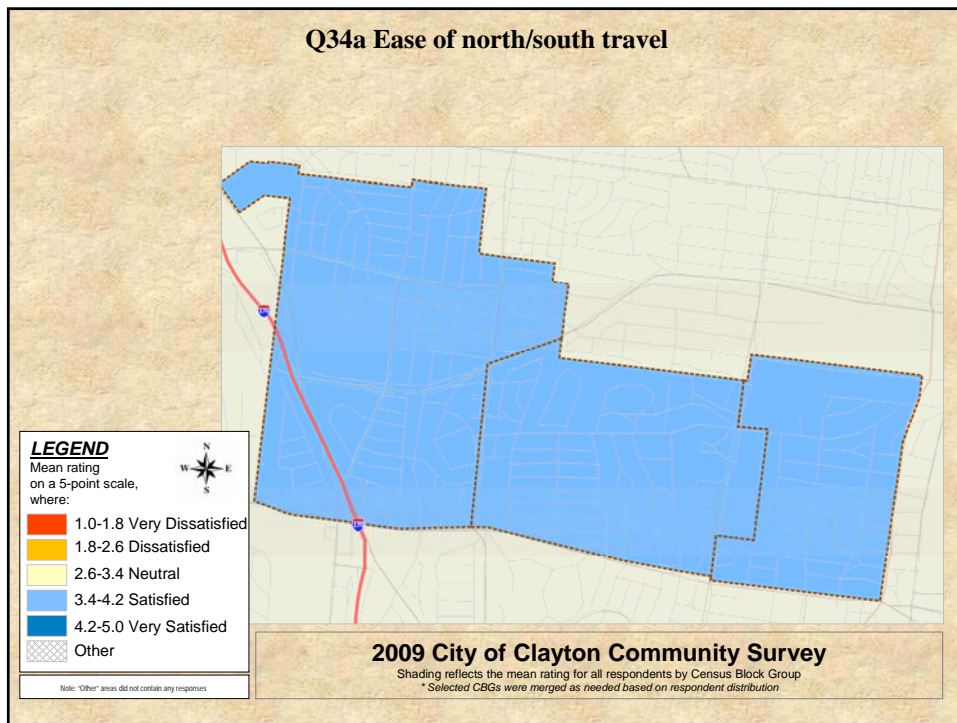 Q34a Ease of north/south travel
LEGEND
Mean rating
on a 5-point scale,
where:
N
W E
S
1.0-1.8 Very Dissatisfied
1.8-2.6 Dissatisfied
2.6-3.4 Neutral
3.4-4.2 Satisfied
4.2-5.0 Very Satisfied
Other
Note: "Other" areas did not contain any responses
170
170
2009 City of Clayton Community Survey
Shading reflects the mean rating for all respondents by Census Block Group
* Selected CBGs were merged as needed based on respondent distribution